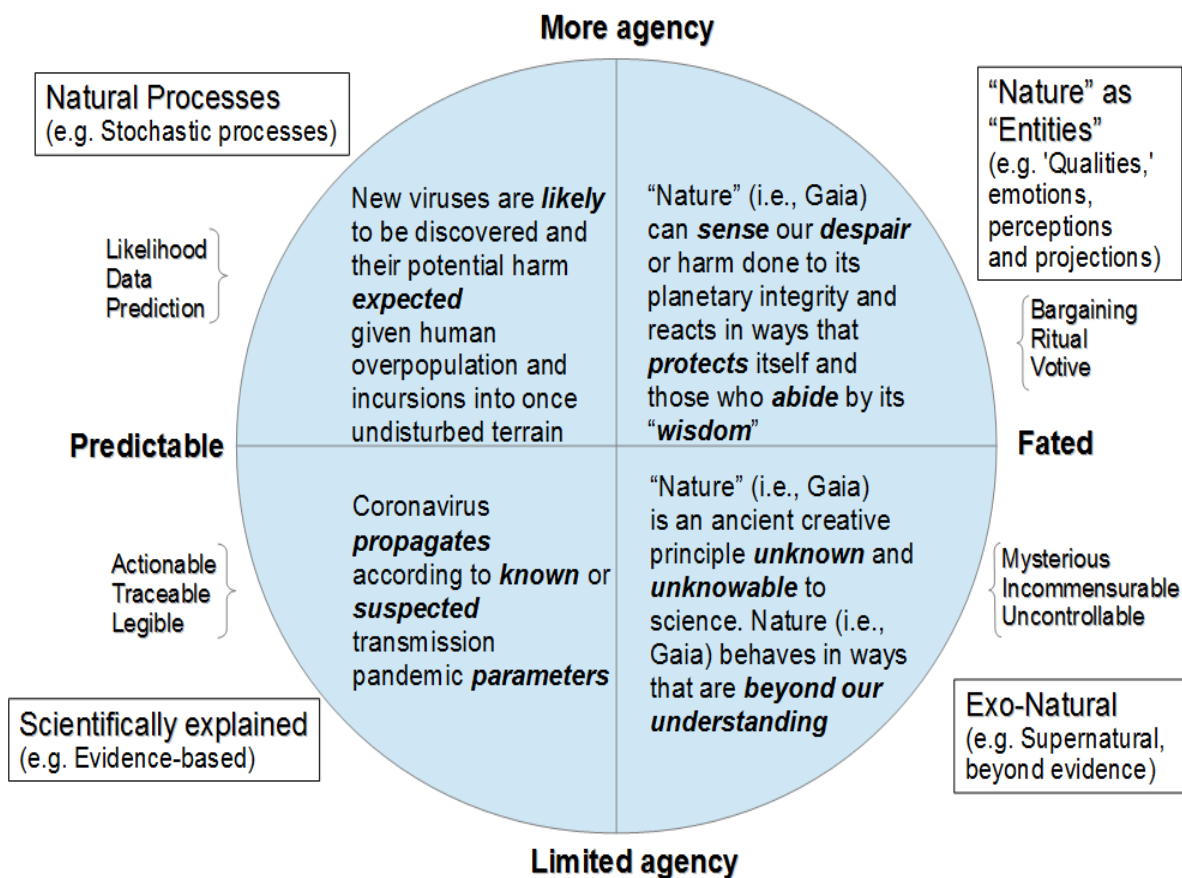 More agency
Natural Processes
(e.g. Stochastic processes)
“Nature” as
“Entities”
(e.g. 'Qualities,'
emotions,
perceptions
and projections)
Likelihood
Data
Prediction
New viruses are likely
to be discovered and
their potential harm
expected
given human
overpopulation and
incursions into once
undisturbed terrain
“Nature” (i.e., Gaia)
can sense our despair
or harm done to its
planetary integrity and
reacts in ways that
protects itself and
those who abide by its
“wisdom”
Bargaining
Ritual
Votive
Predictable
Fated
Actionable
Traceable
Legible
Coronavirus
propagates
according to known or
suspected
transmission
pandemic parameters
“Nature” (i.e., Gaia)
is an ancient creative
principle unknown and
unknowable to
science. Nature (i.e.,
Gaia) behaves in ways
that are beyond our
understanding
Mysterious
Incommensurable
Uncontrollable
Scientifically explained
(e.g. Evidence-based)
Exo-Natural
(e.g. Supernatural,
beyond evidence)
Limited agency